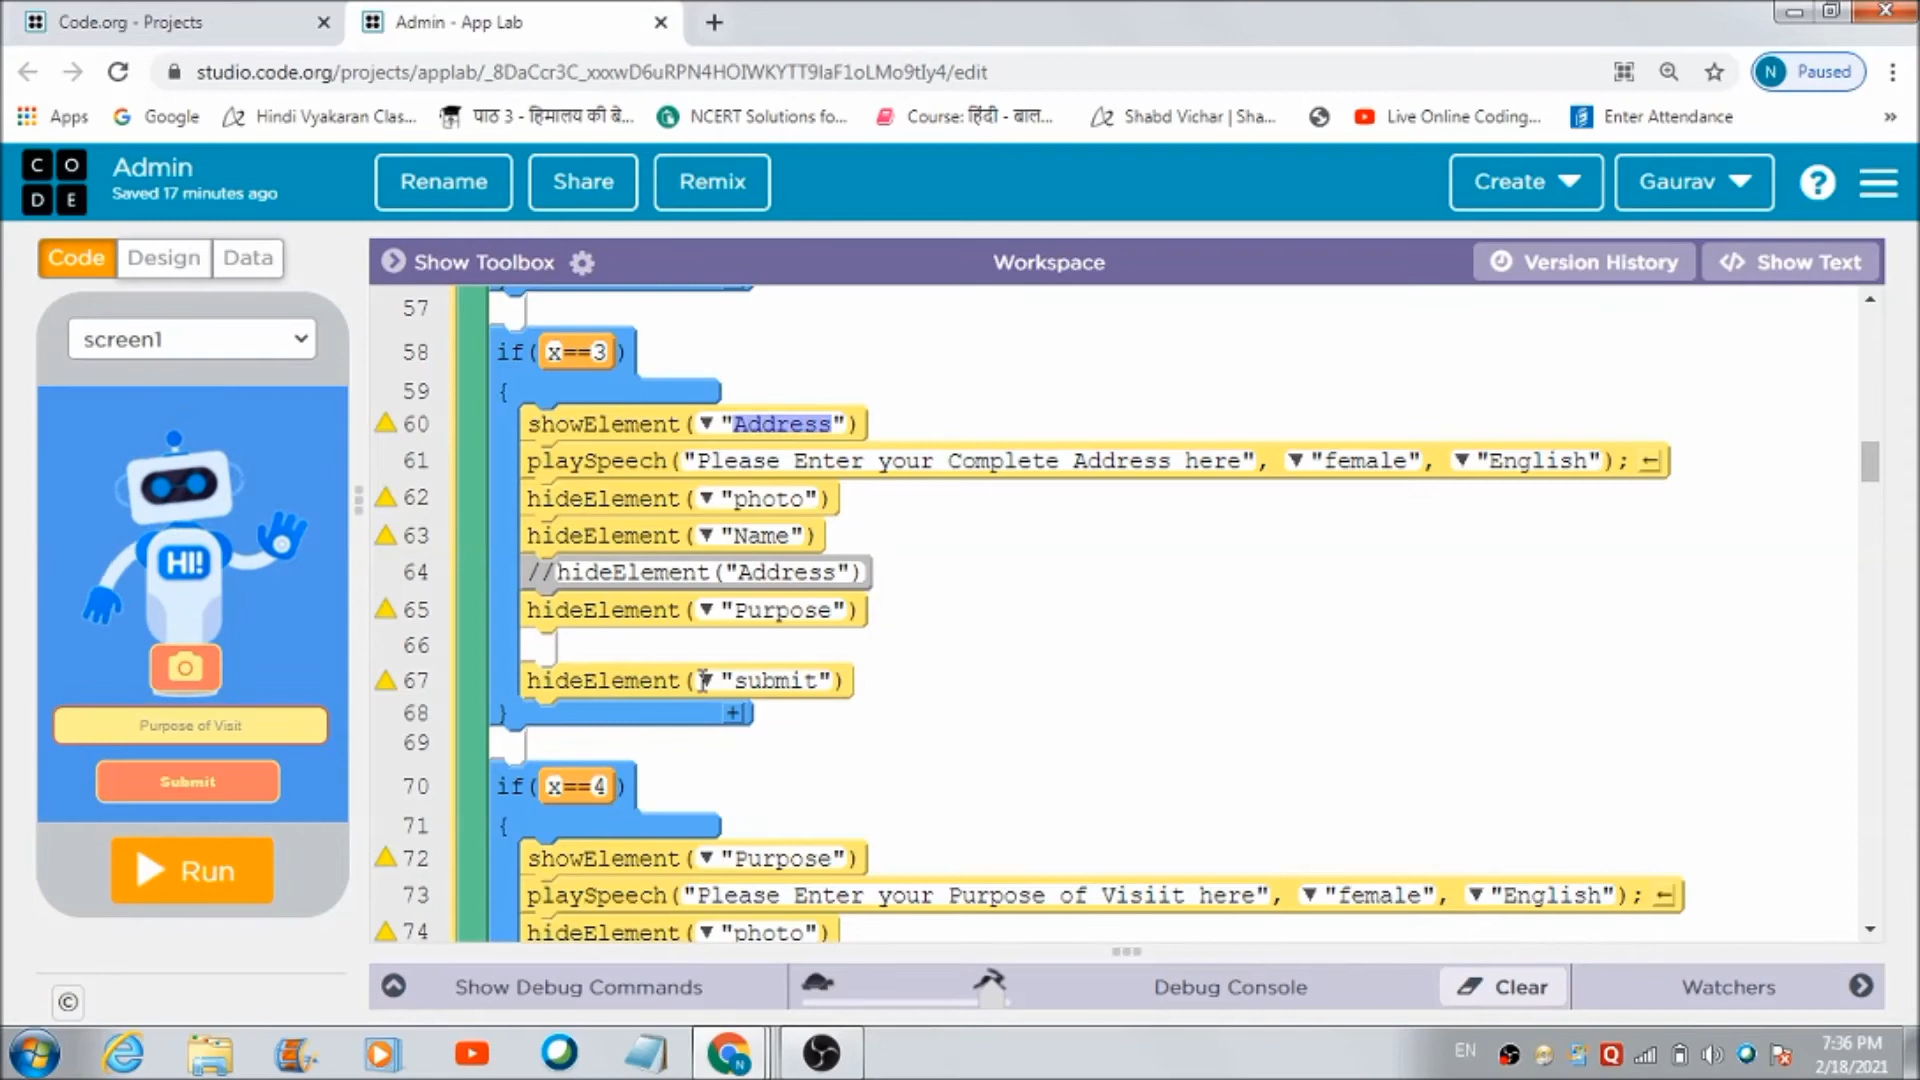 Code.org - Projects
Admin - App Lab
studio.code.org/projects/applab/_8DaCcr3C_xxxwD6uRPN4HOIWKYTT9IaF1oLMo9tIy4/edit
N Paused
Apps Google Hindi Vyakaran Clas... पाठ 3 - हिमालय की बे... NCERT Solutions fo... Course: हिंदी - बाल... Shabd Vichar | Sha... Live Online Coding... Enter Attendance »
CODE
Admin
Saved 17 minutes ago
Rename Share Remix Create Gaurav ?
Code Design Data
Show Toolbox Workspace Version History </> Show Text
screen1
HI!
Purpose of Visit
Submit
Run
57
58 if( x==3 )
59 {
60 showElement( ▼ "Address")
61 playSpeech("Please Enter your Complete Address here", ▼ "female", ▼ "English"); ←
62 hideElement( ▼ "photo")
63 hideElement( ▼ "Name")
64 //hideElement("Address")
65 hideElement( ▼ "Purpose")
66
67 hideElement( ▼ "submit")
68 } +
69
70 if( x==4 )
71 {
72 showElement( ▼ "Purpose")
73 playSpeech("Please Enter your Purpose of Visiit here", ▼ "female", ▼ "English"); ←
74 hideElement( ▼ "photo")
©
Show Debug Commands Debug Console Clear Watchers
N
EN
Q
7:36 PM
2/18/2021